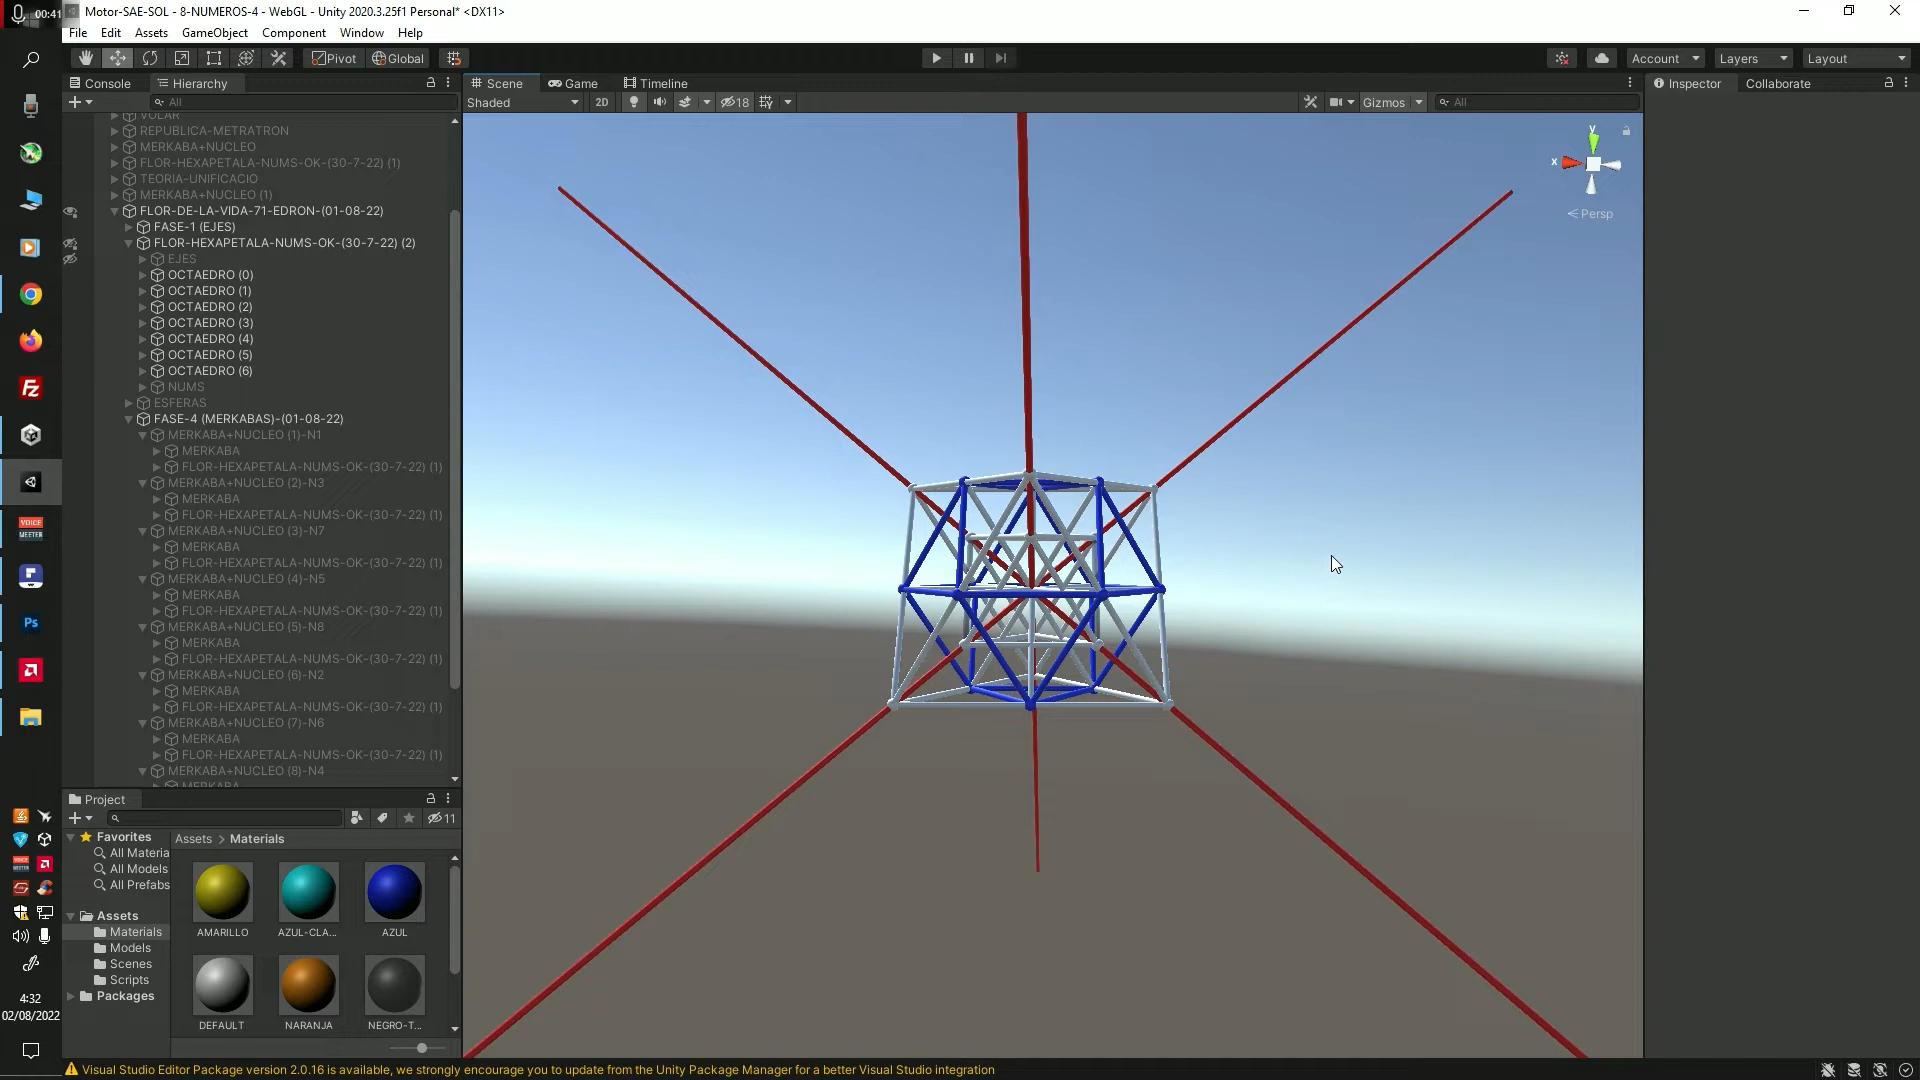 00:41
Motor-SAE-SOL - 8-NUMEROS-4 - WebGL - Unity 2020.3.25f1 Personal* <DX11>
File Edit Assets GameObject Component Window Help
Pivot Global Account Layers Layout
Console Hierarchy Scene Game Timeline Inspector Collaborate
All Shaded 2D 18 Gizmos All
VOLAR
REPUBLICA-METRATRON
MERKABA+NUCLEO
FLOR-HEXAPETALA-NUMS-OK-(30-7-22) (1)
TEORIA-UNIFICACIO
MERKABA+NUCLEO (1)
FLOR-DE-LA-VIDA-71-EDRON-(01-08-22)
FASE-1 (EJES)
FLOR-HEXAPETALA-NUMS-OK-(30-7-22) (2)
EJES
OCTAEDRO (0)
OCTAEDRO (1)
OCTAEDRO (2)
OCTAEDRO (3)
OCTAEDRO (4)
OCTAEDRO (5)
OCTAEDRO (6)
NUMS
ESFERAS
FASE-4 (MERKABAS)-(01-08-22)
MERKABA+NUCLEO (1)-N1
MERKABA
FLOR-HEXAPETALA-NUMS-OK-(30-7-22) (1)
MERKABA+NUCLEO (2)-N3
MERKABA
FLOR-HEXAPETALA-NUMS-OK-(30-7-22) (1)
MERKABA+NUCLEO (3)-N7
MERKABA
FLOR-HEXAPETALA-NUMS-OK-(30-7-22) (1)
MERKABA+NUCLEO (4)-N5
MERKABA
FLOR-HEXAPETALA-NUMS-OK-(30-7-22) (1)
MERKABA+NUCLEO (5)-N8
MERKABA
FLOR-HEXAPETALA-NUMS-OK-(30-7-22) (1)
MERKABA+NUCLEO (6)-N2
MERKABA
FLOR-HEXAPETALA-NUMS-OK-(30-7-22) (1)
MERKABA+NUCLEO (7)-N6
MERKABA
FLOR-HEXAPETALA-NUMS-OK-(30-7-22) (1)
MERKABA+NUCLEO (8)-N4
MERKABA
y
x
Persp
Fz
VOICE
MEETER
Ps
Project
11
Favorites
All Materia
All Models
All Prefabs
Assets
Materials
Models
Scenes
Scripts
Packages
Assets > Materials
AMARILLO AZUL-CLA... AZUL
DEFAULT NARANJA NEGRO-T...
4:32
02/08/2022
Visual Studio Editor Package version 2.0.16 is available, we strongly encourage you to update from the Unity Package Manager for a better Visual Studio integration